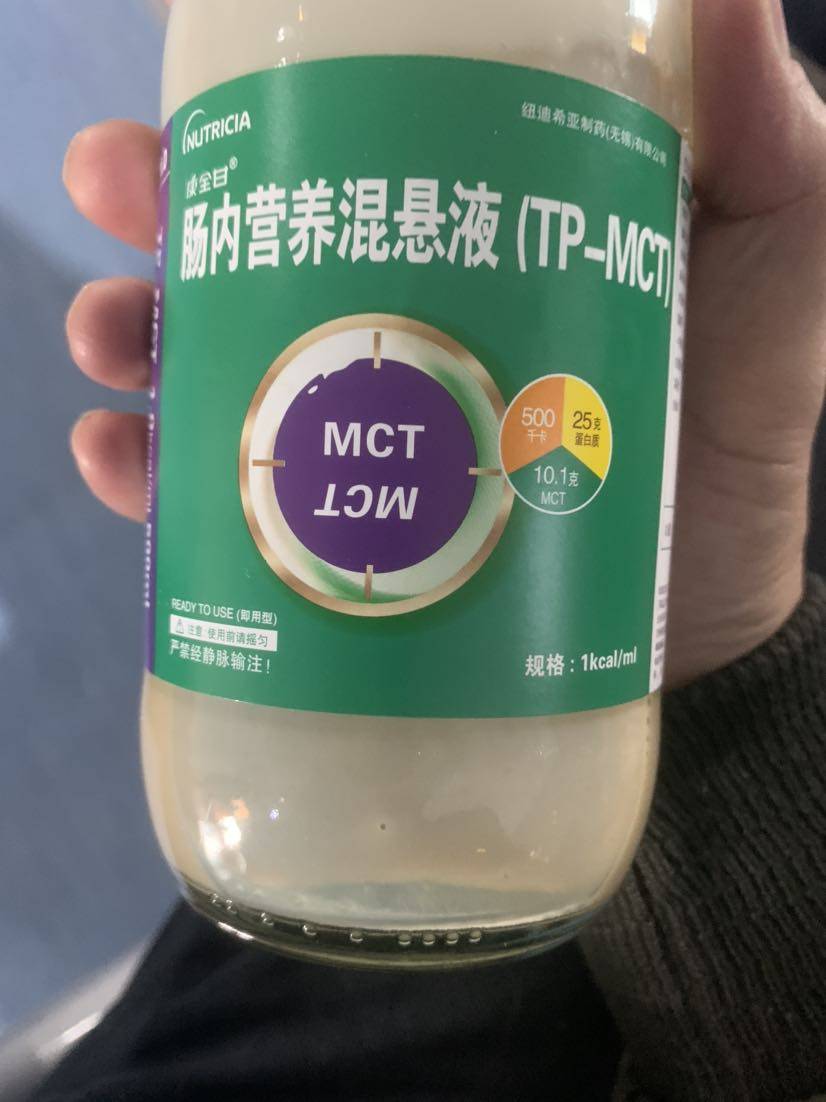 NUTRICIA
纽迪希亚制药(无锡)有限公司
康全甘®
肠内营养混悬液(TP-MCT)
MCT
MCT
500
千卡
25克
蛋白质
10.1克
MCT
READY TO USE (即用型)
注意:使用前请摇匀
严禁经静脉输注!
规格:1kcal/ml